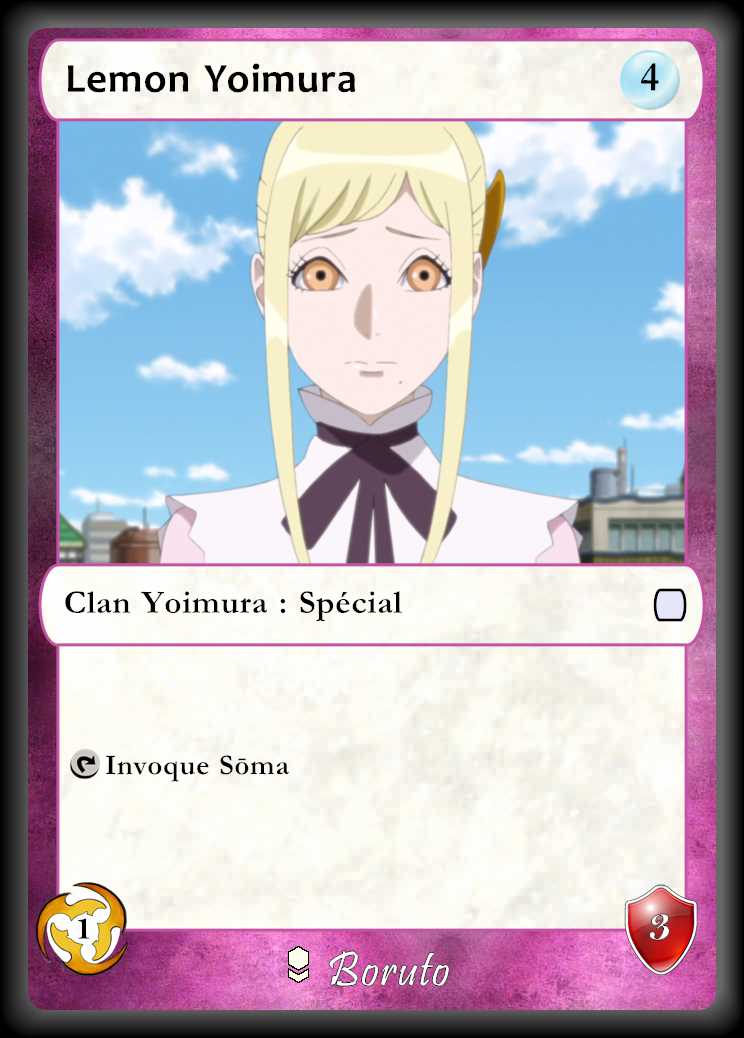 Lemon Yoimura
4
Clan Yoimura : Spécial
Invoque Sōma
1
3
Boruto